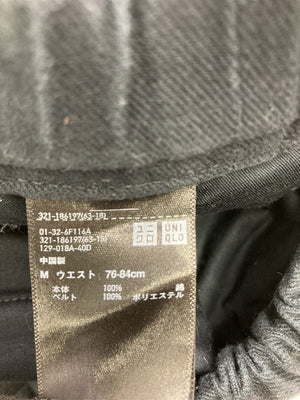 321-186197(63-18)
01-32-6F116A
321-186197(63-18)
129-018A-40D
ユニ
クロ
UNI
QLO
中国製
M ウエスト 76-84cm
本体 100% 綿
ベルト 100% ポリエステル